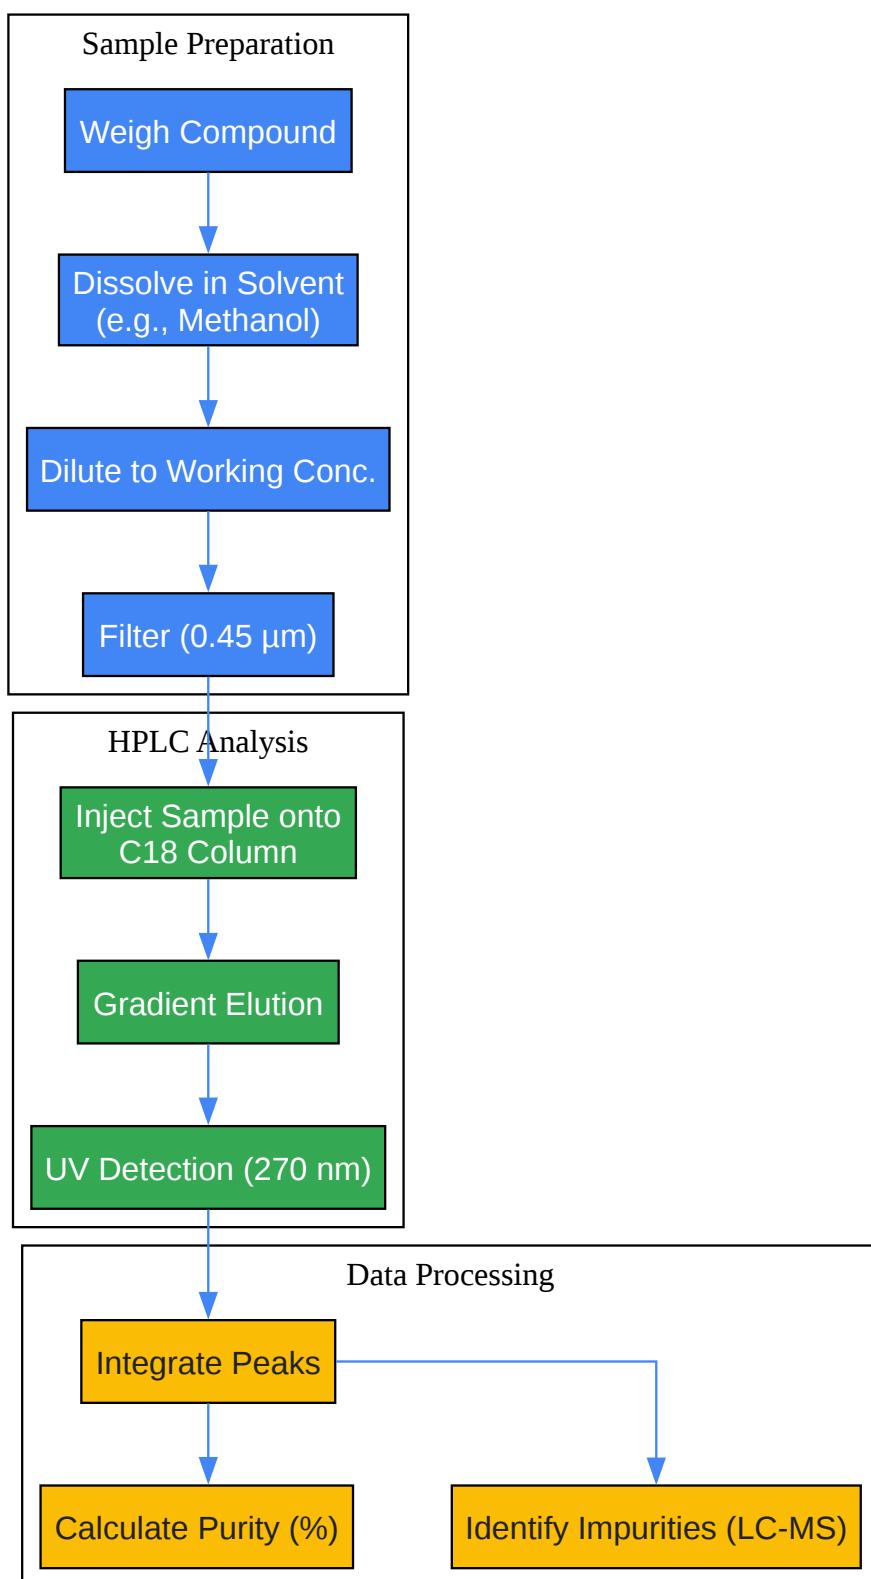 Sample Preparation
Weigh Compound
Dissolve in Solvent
(e.g., Methanol)
Dilute to Working Conc.
Filter (0.45 µm)
HPLC Analysis
Inject Sample onto
C18 Column
Gradient Elution
UV Detection (270 nm)
Data Processing
Integrate Peaks
Calculate Purity (%)
Identify Impurities (LC-MS)